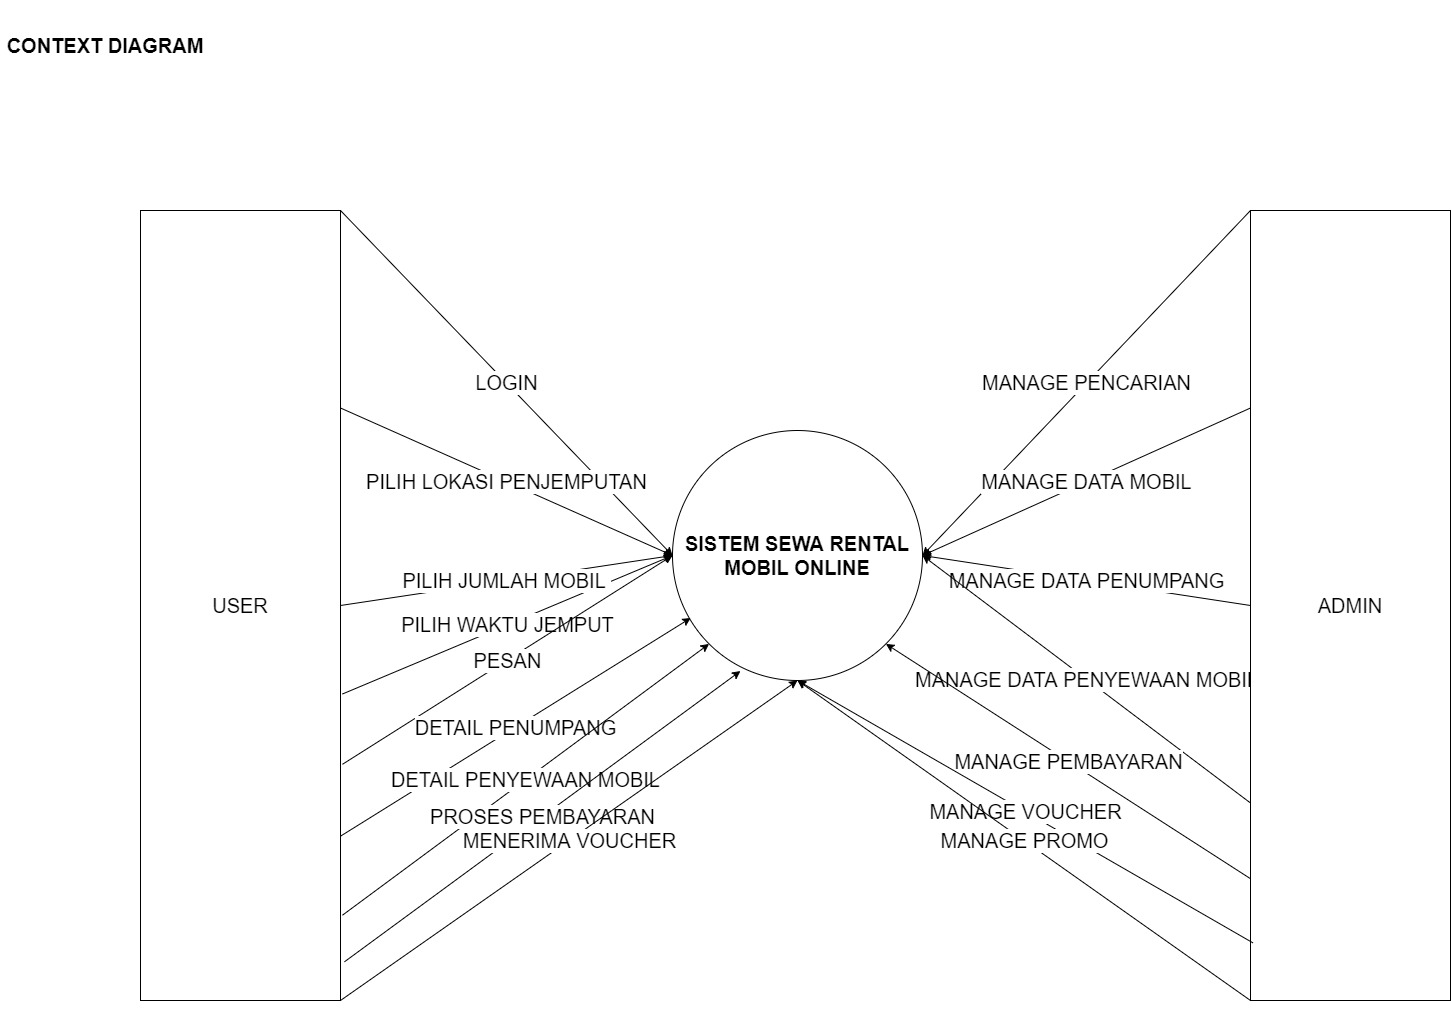 CONTEXT DIAGRAM
LOGIN
MANAGE PENCARIAN
PILIH LOKASI PENJEMPUTAN
MANAGE DATA MOBIL
SISTEM SEWA RENTAL
MOBIL ONLINE
PILIH JUMLAH MOBIL
MANAGE DATA PENUMPANG
USER
ADMIN
PILIH WAKTU JEMPUT
PESAN
MANAGE DATA PENYEWAAN MOBIL
DETAIL PENUMPANG
MANAGE PEMBAYARAN
DETAIL PENYEWAAN MOBIL
PROSES PEMBAYARAN
MANAGE VOUCHER
MENERIMA VOUCHER
MANAGE PROMO